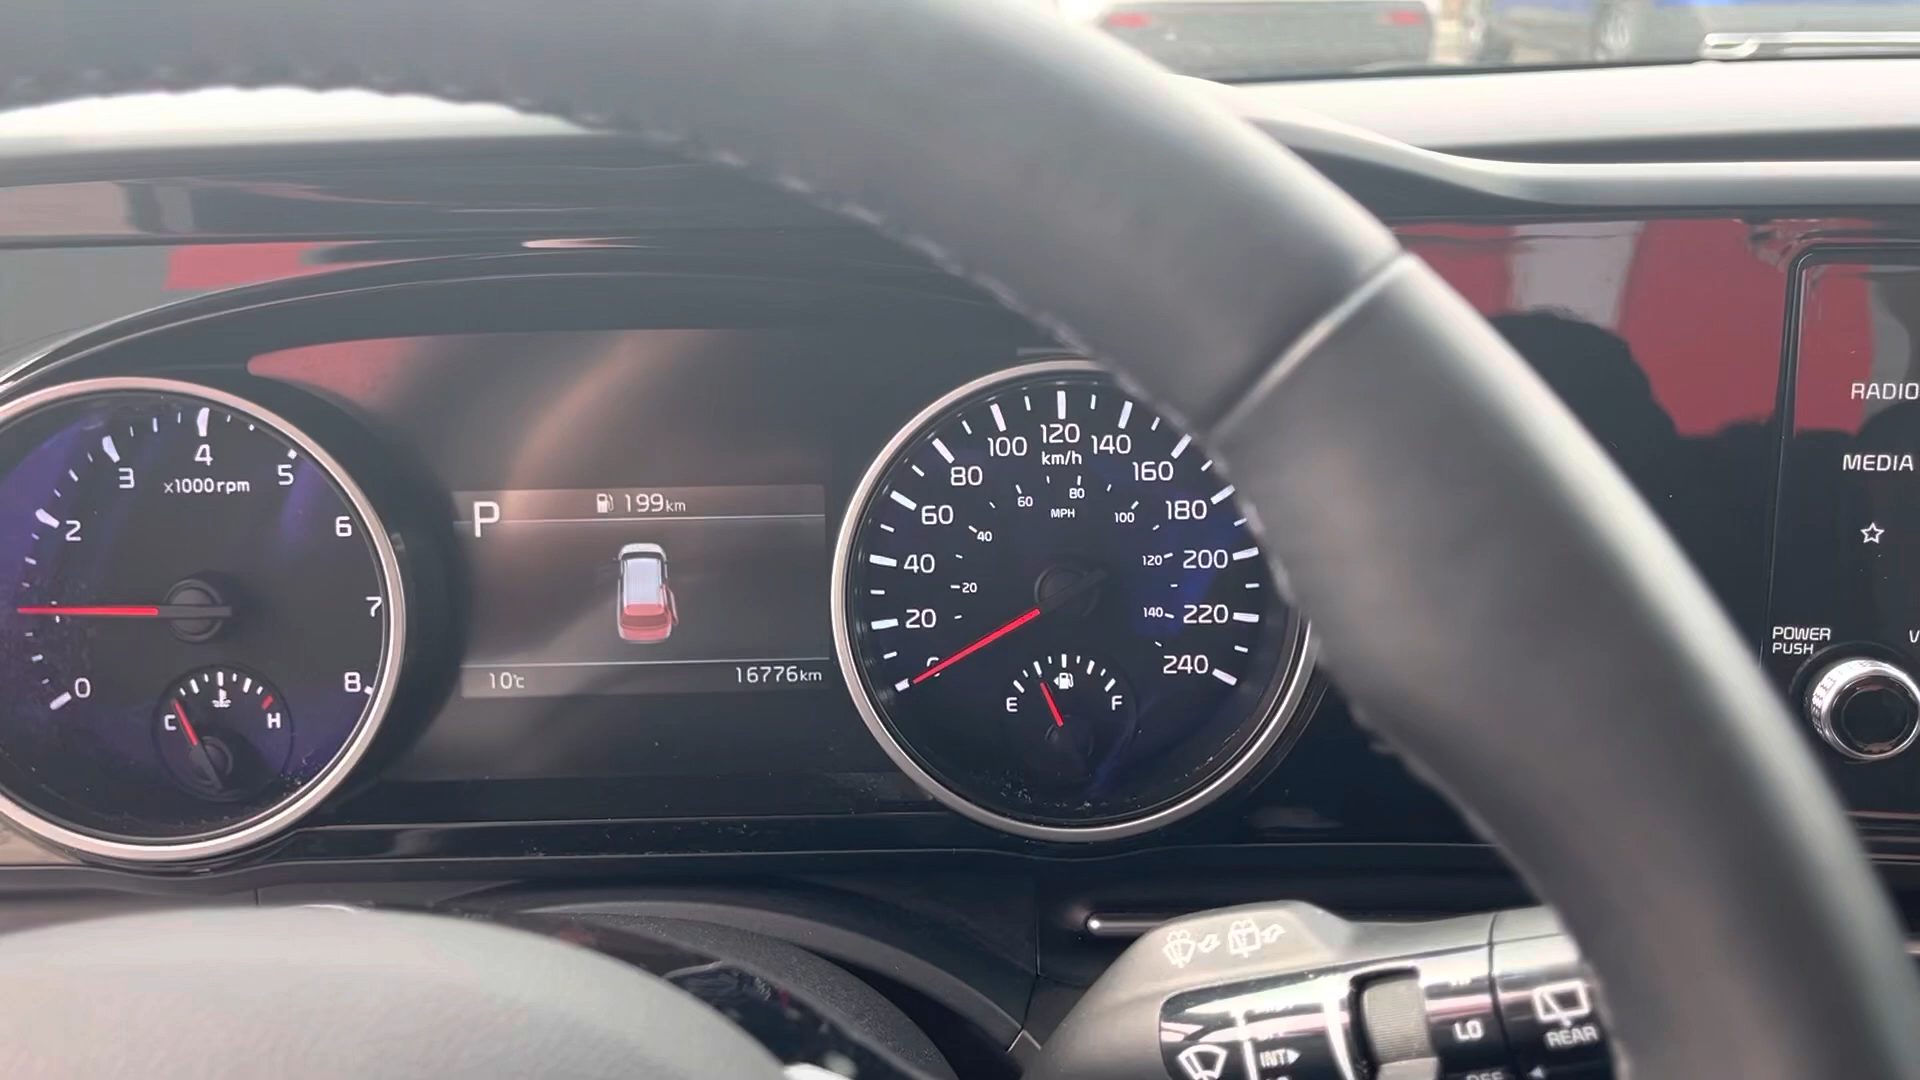 0
2
3
4
5
6
7
8
x1000rpm
C
H
P
199km
10°C
16776km
20
40
60
80
100
120
140
160
180
200
220
240
km/h
20
40
60
80
100
120
140
MPH
E
F
RADIO
MEDIA
POWER
PUSH
INT
LO
REAR